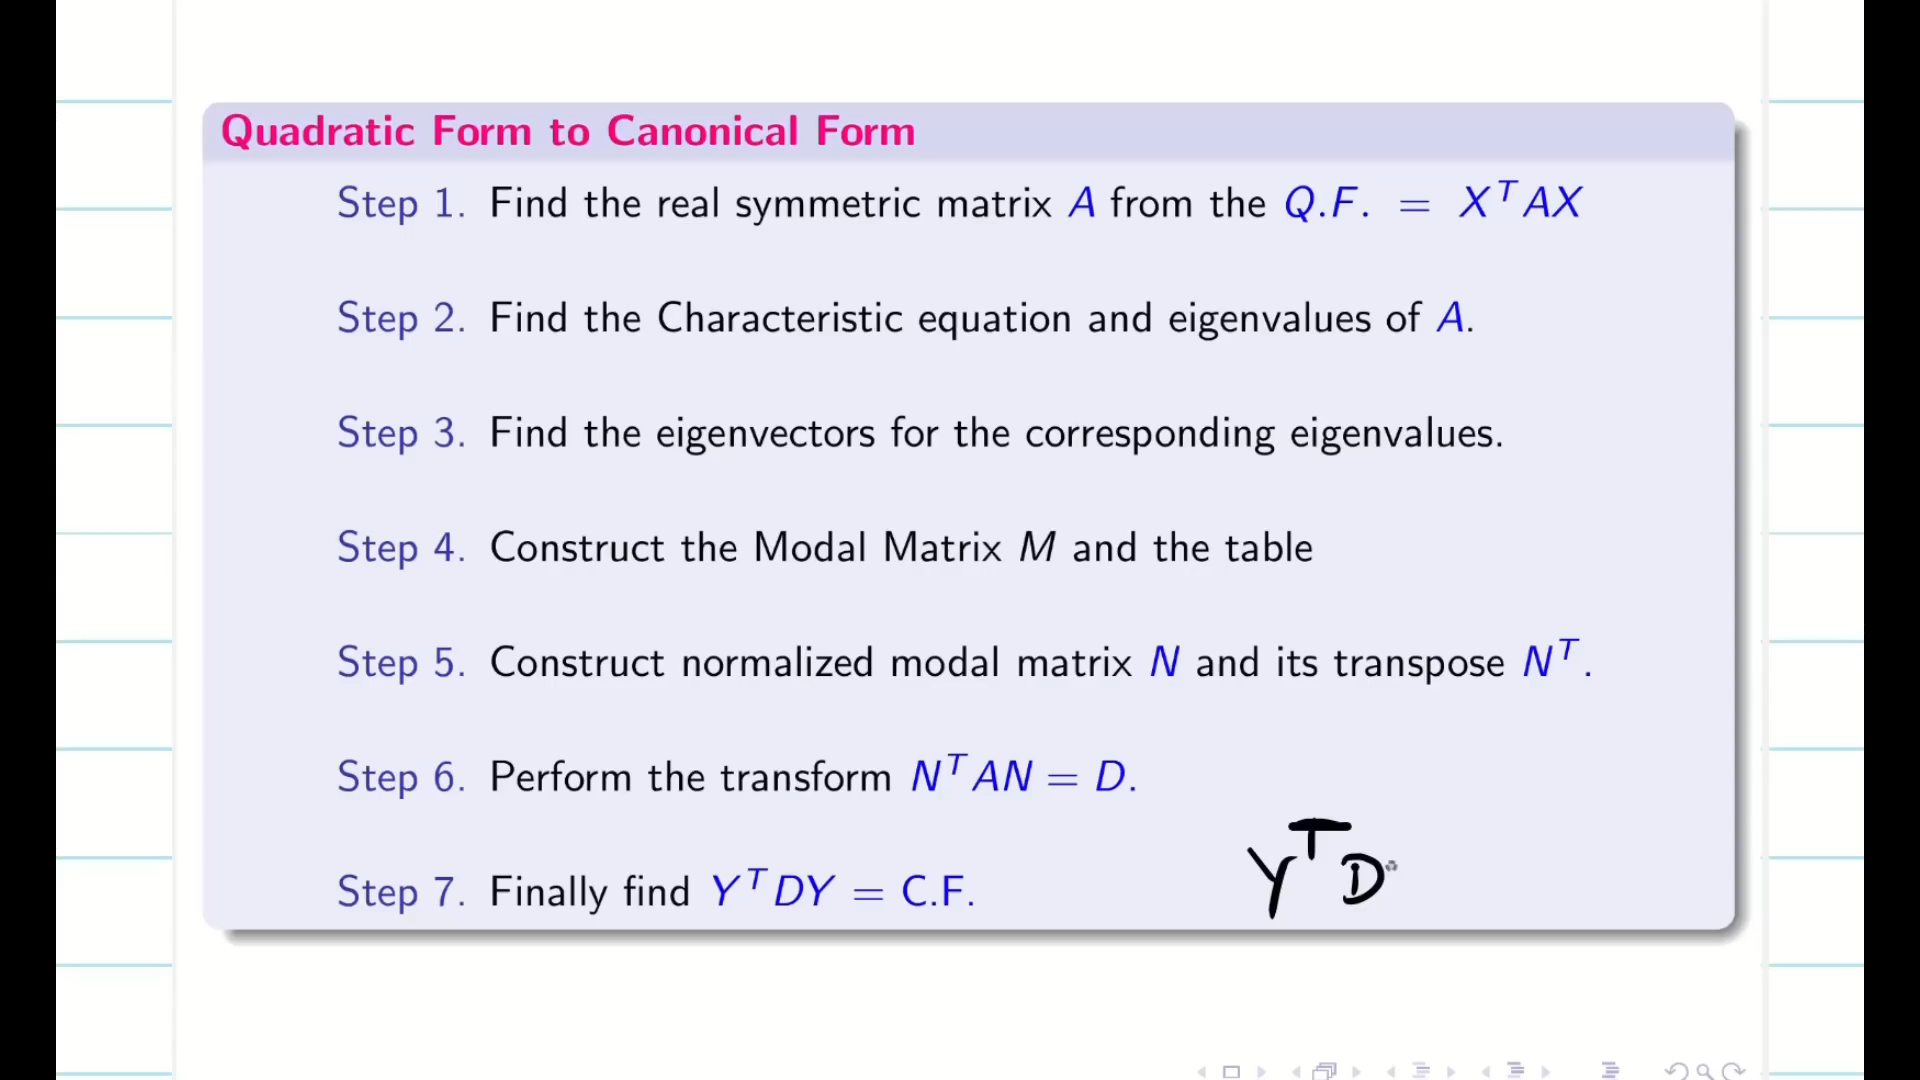 Quadratic Form to Canonical Form
Step 1. Find the real symmetric matrix A from the Q.F. = X^T AX
Step 2. Find the Characteristic equation and eigenvalues of A.
Step 3. Find the eigenvectors for the corresponding eigenvalues.
Step 4. Construct the Modal Matrix M and the table
Step 5. Construct normalized modal matrix N and its transpose N^T.
Step 6. Perform the transform N^T AN = D.
Step 7. Finally find Y^T DY = C.F.
Y^T D